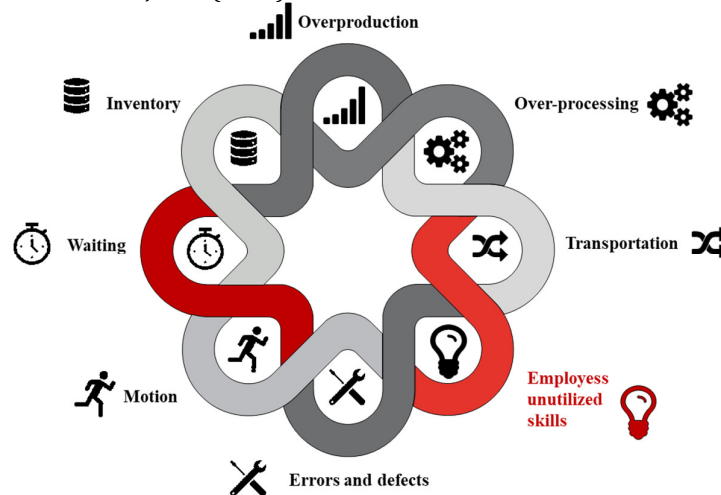 Overproduction
Inventory
Over-processing
Waiting
Transportation
Motion
Employess
unutilized
skills
Errors and defects